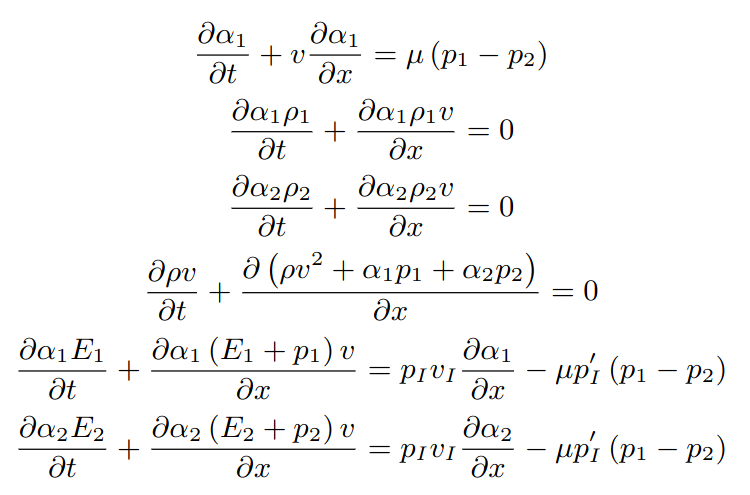 ∂α₁/∂t + v ∂α₁/∂x = μ (p₁ − p₂)
∂α₁ρ₁/∂t + ∂α₁ρ₁v/∂x = 0
∂α₂ρ₂/∂t + ∂α₂ρ₂v/∂x = 0
∂ρv/∂t + ∂ (ρv² + α₁p₁ + α₂p₂)/∂x = 0
∂α₁E₁/∂t + ∂α₁ (E₁ + p₁) v/∂x = p_I v_I ∂α₁/∂x − μp′_I (p₁ − p₂)
∂α₂E₂/∂t + ∂α₂ (E₂ + p₂) v/∂x = p_I v_I ∂α₂/∂x − μp′_I (p₁ − p₂)